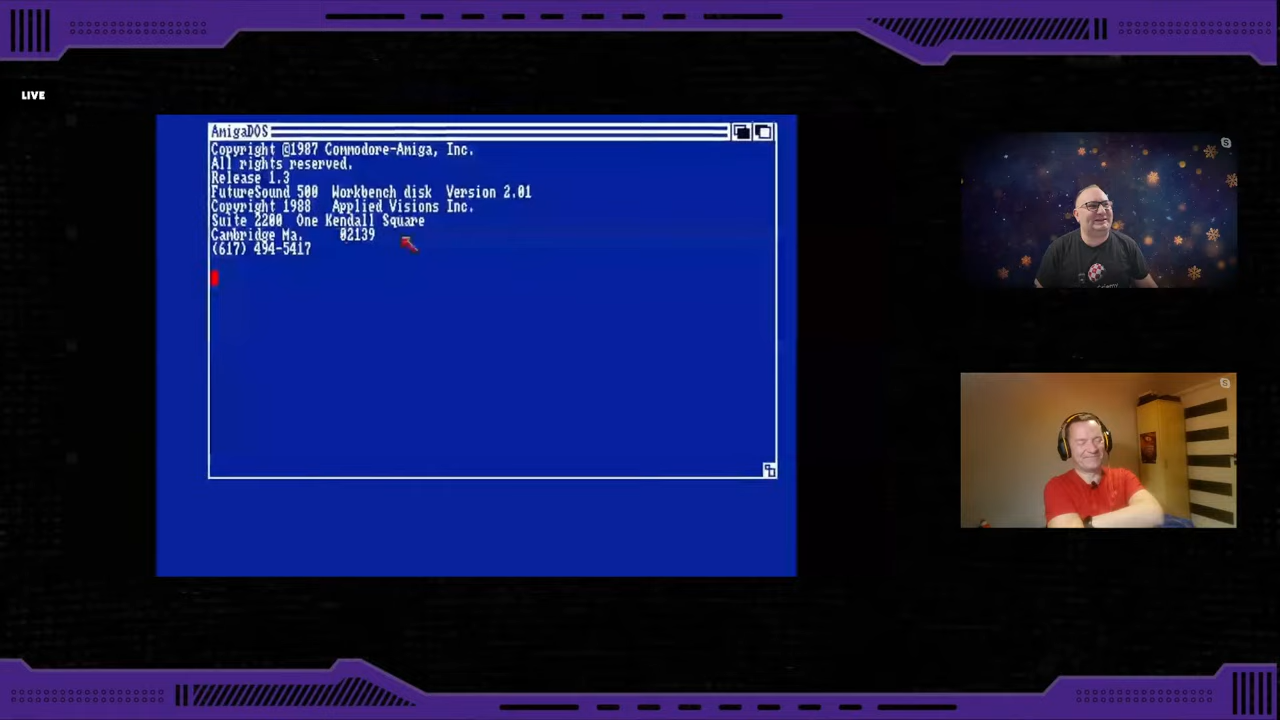 LIVE
AmigaDOS
Copyright @1987 Commodore-Amiga, Inc.
All rights reserved.
Release 1.3
FutureSound 500 Workbench disk Version 2.01
Copyright 1988 Applied Visions Inc.
Suite 2200 One Kendall Square
Cambridge Ma. 02139
(617) 494-5417